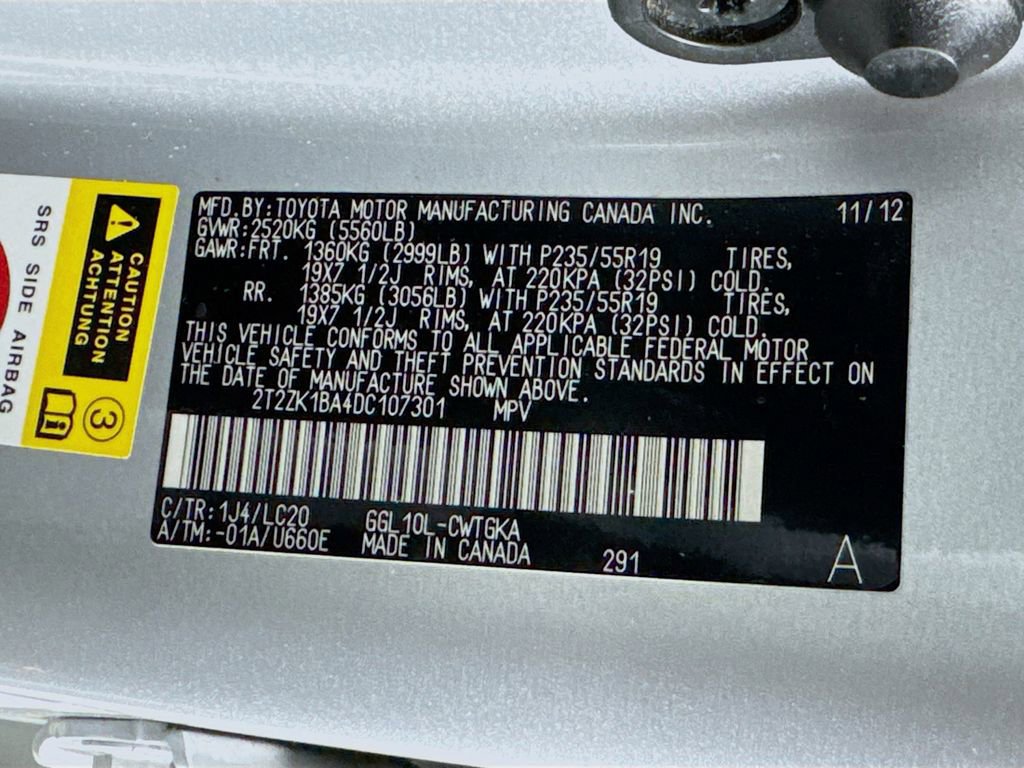 MFD.BY:TOYOTA MOTOR MANUFACTURING CANADA INC. 11/12
GVWR:2520KG (5560LB)
GAWR:FRT. 1360KG (2999LB) WITH P235/55R19 TIRES,
19X7 1/2J RIMS, AT 220KPA (32PSI) COLD.
RR. 1385KG (3056LB) WITH P235/55R19 TIRES,
19X7 1/2J RIMS, AT 220KPA (32PSI) COLD.
THIS VEHICLE CONFORMS TO ALL APPLICABLE FEDERAL MOTOR
VEHICLE SAFETY AND THEFT PREVENTION STANDARDS IN EFFECT ON
THE DATE OF MANUFACTURE SHOWN ABOVE.
2T2ZK1BA4DC107301 MPV
C/TR:1J4/LC20 GGL10L-CWTGKA
A/TM:-01A/U660E MADE IN CANADA 291
A
CAUTION
ATTENTION
ACHTUNG
3
SRS SIDE AIRBAG